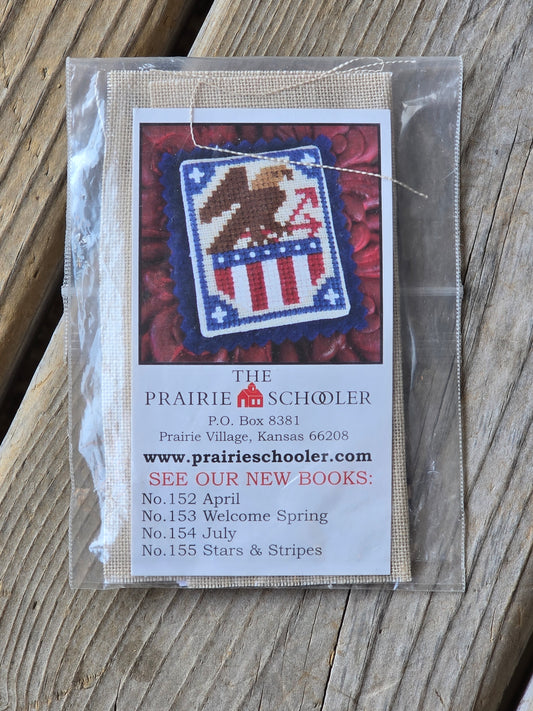 THE
PRAIRIE SCHOOLER
P.O. Box 8381
Prairie Village, Kansas 66208
www.prairieschooler.com
SEE OUR NEW BOOKS:
No.152 April
No.153 Welcome Spring
No.154 July
No.155 Stars & Stripes